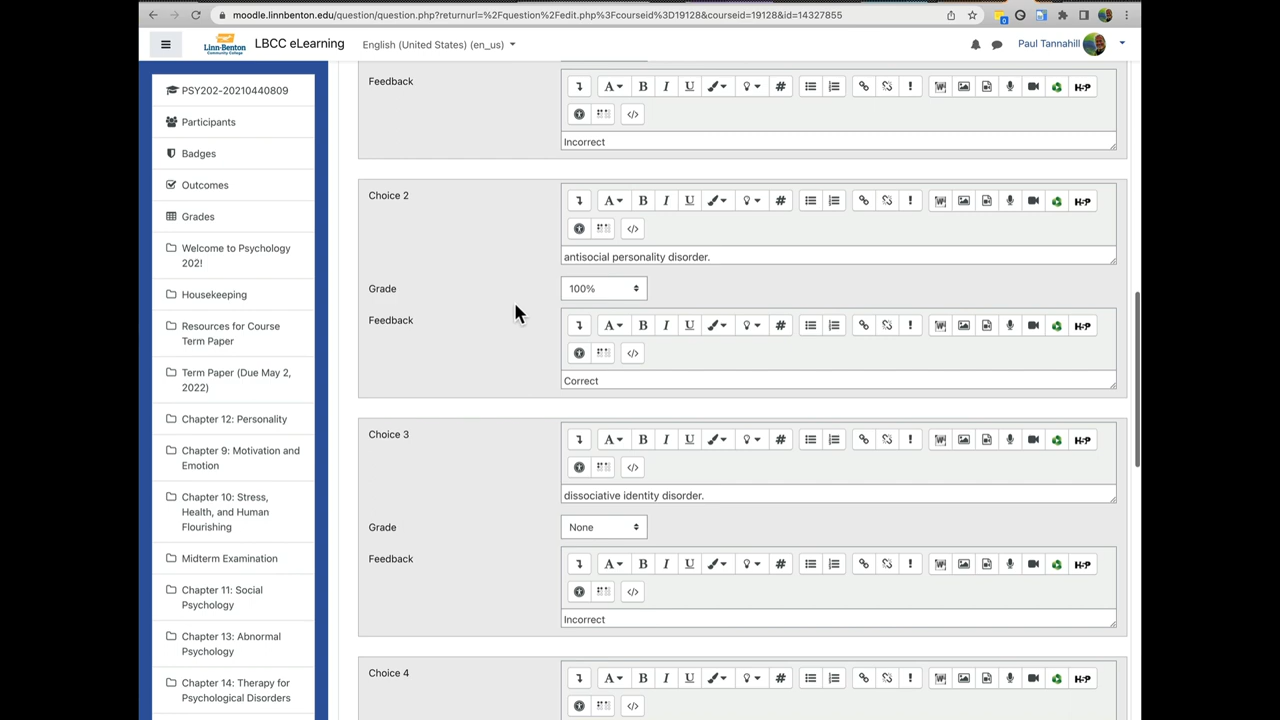 moodle.linnbenton.edu/question/question.php?returnurl=%2Fquestion%2Fedit.php%3Fcourseid%3D19128&courseid=19128&id=14327855
Linn-Benton
Community College
LBCC eLearning
English (United States) (en_us)
Paul Tannahill
PSY202-20210440809
Participants
Badges
Outcomes
Grades
Welcome to Psychology
202!
Housekeeping
Resources for Course
Term Paper
Term Paper (Due May 2,
2022)
Chapter 12: Personality
Chapter 9: Motivation and
Emotion
Chapter 10: Stress,
Health, and Human
Flourishing
Midterm Examination
Chapter 11: Social
Psychology
Chapter 13: Abnormal
Psychology
Chapter 14: Therapy for
Psychological Disorders
Feedback
A B I U # ! H-P
</>
Incorrect
Choice 2
A B I U # ! H-P
</>
antisocial personality disorder.
Grade
100%
Feedback
A B I U # ! H-P
</>
Correct
Choice 3
A B I U # ! H-P
</>
dissociative identity disorder.
Grade
None
Feedback
A B I U # ! H-P
</>
Incorrect
Choice 4
A B I U # ! H-P
</>